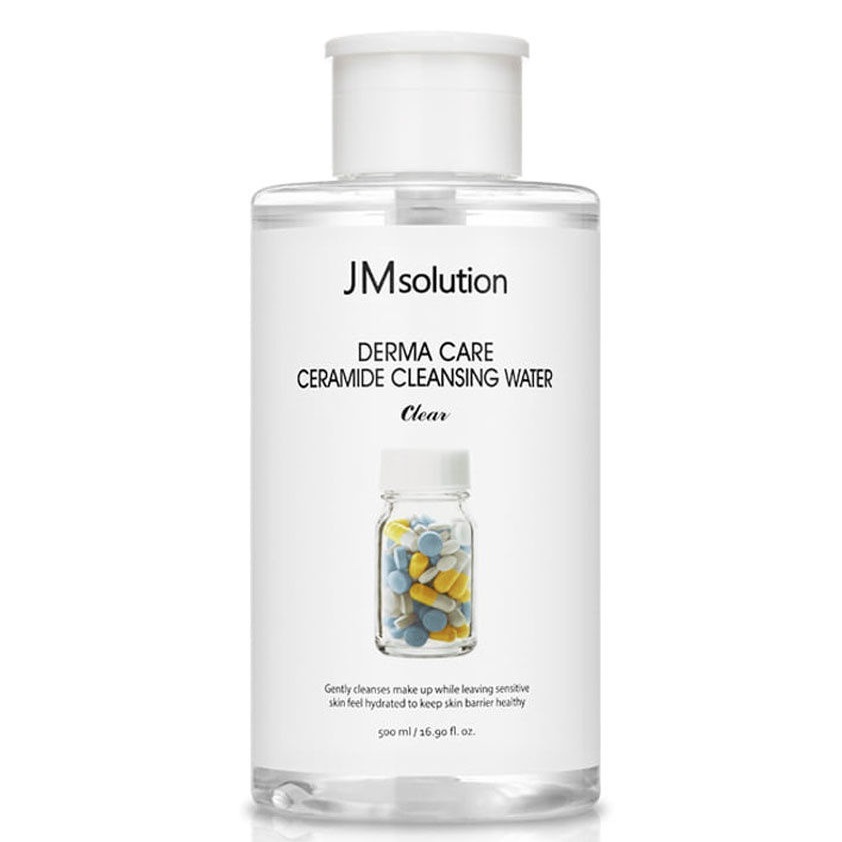 JMsolution
DERMA CARE
CERAMIDE CLEANSING WATER
Clear
Gently cleanses make up while leaving sensitive
skin feel hydrated to keep skin barrier healthy
500 ml / 16.90 fl. oz.